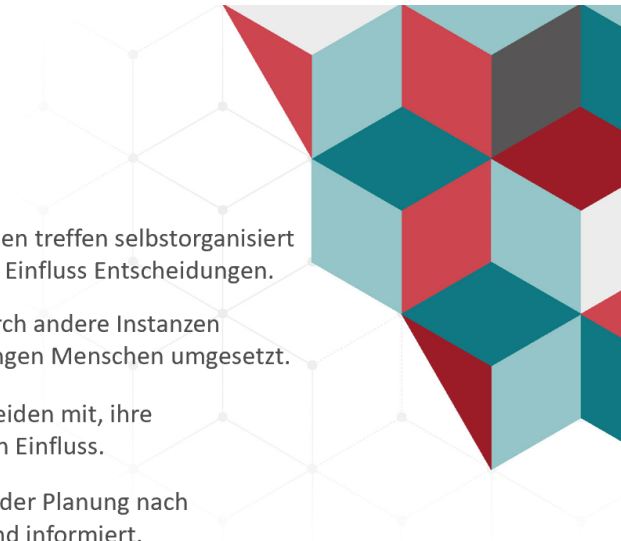 en treffen selbstorganisiert
Einfluss Entscheidungen.
rch andere Instanzen
ngen Menschen umgesetzt.
eiden mit, ihre
n Einfluss.
der Planung nach
nd informiert.